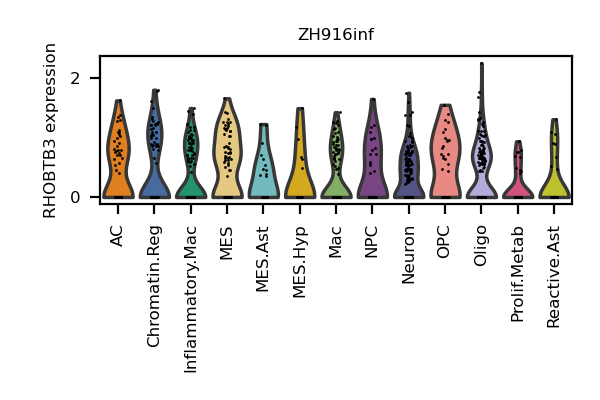 ZH916inf
RHOBTB3 expression
2
0
AC
Chromatin.Reg
Inflammatory.Mac
MES
MES.Ast
MES.Hyp
Mac
NPC
Neuron
OPC
Oligo
Prolif.Metab
Reactive.Ast